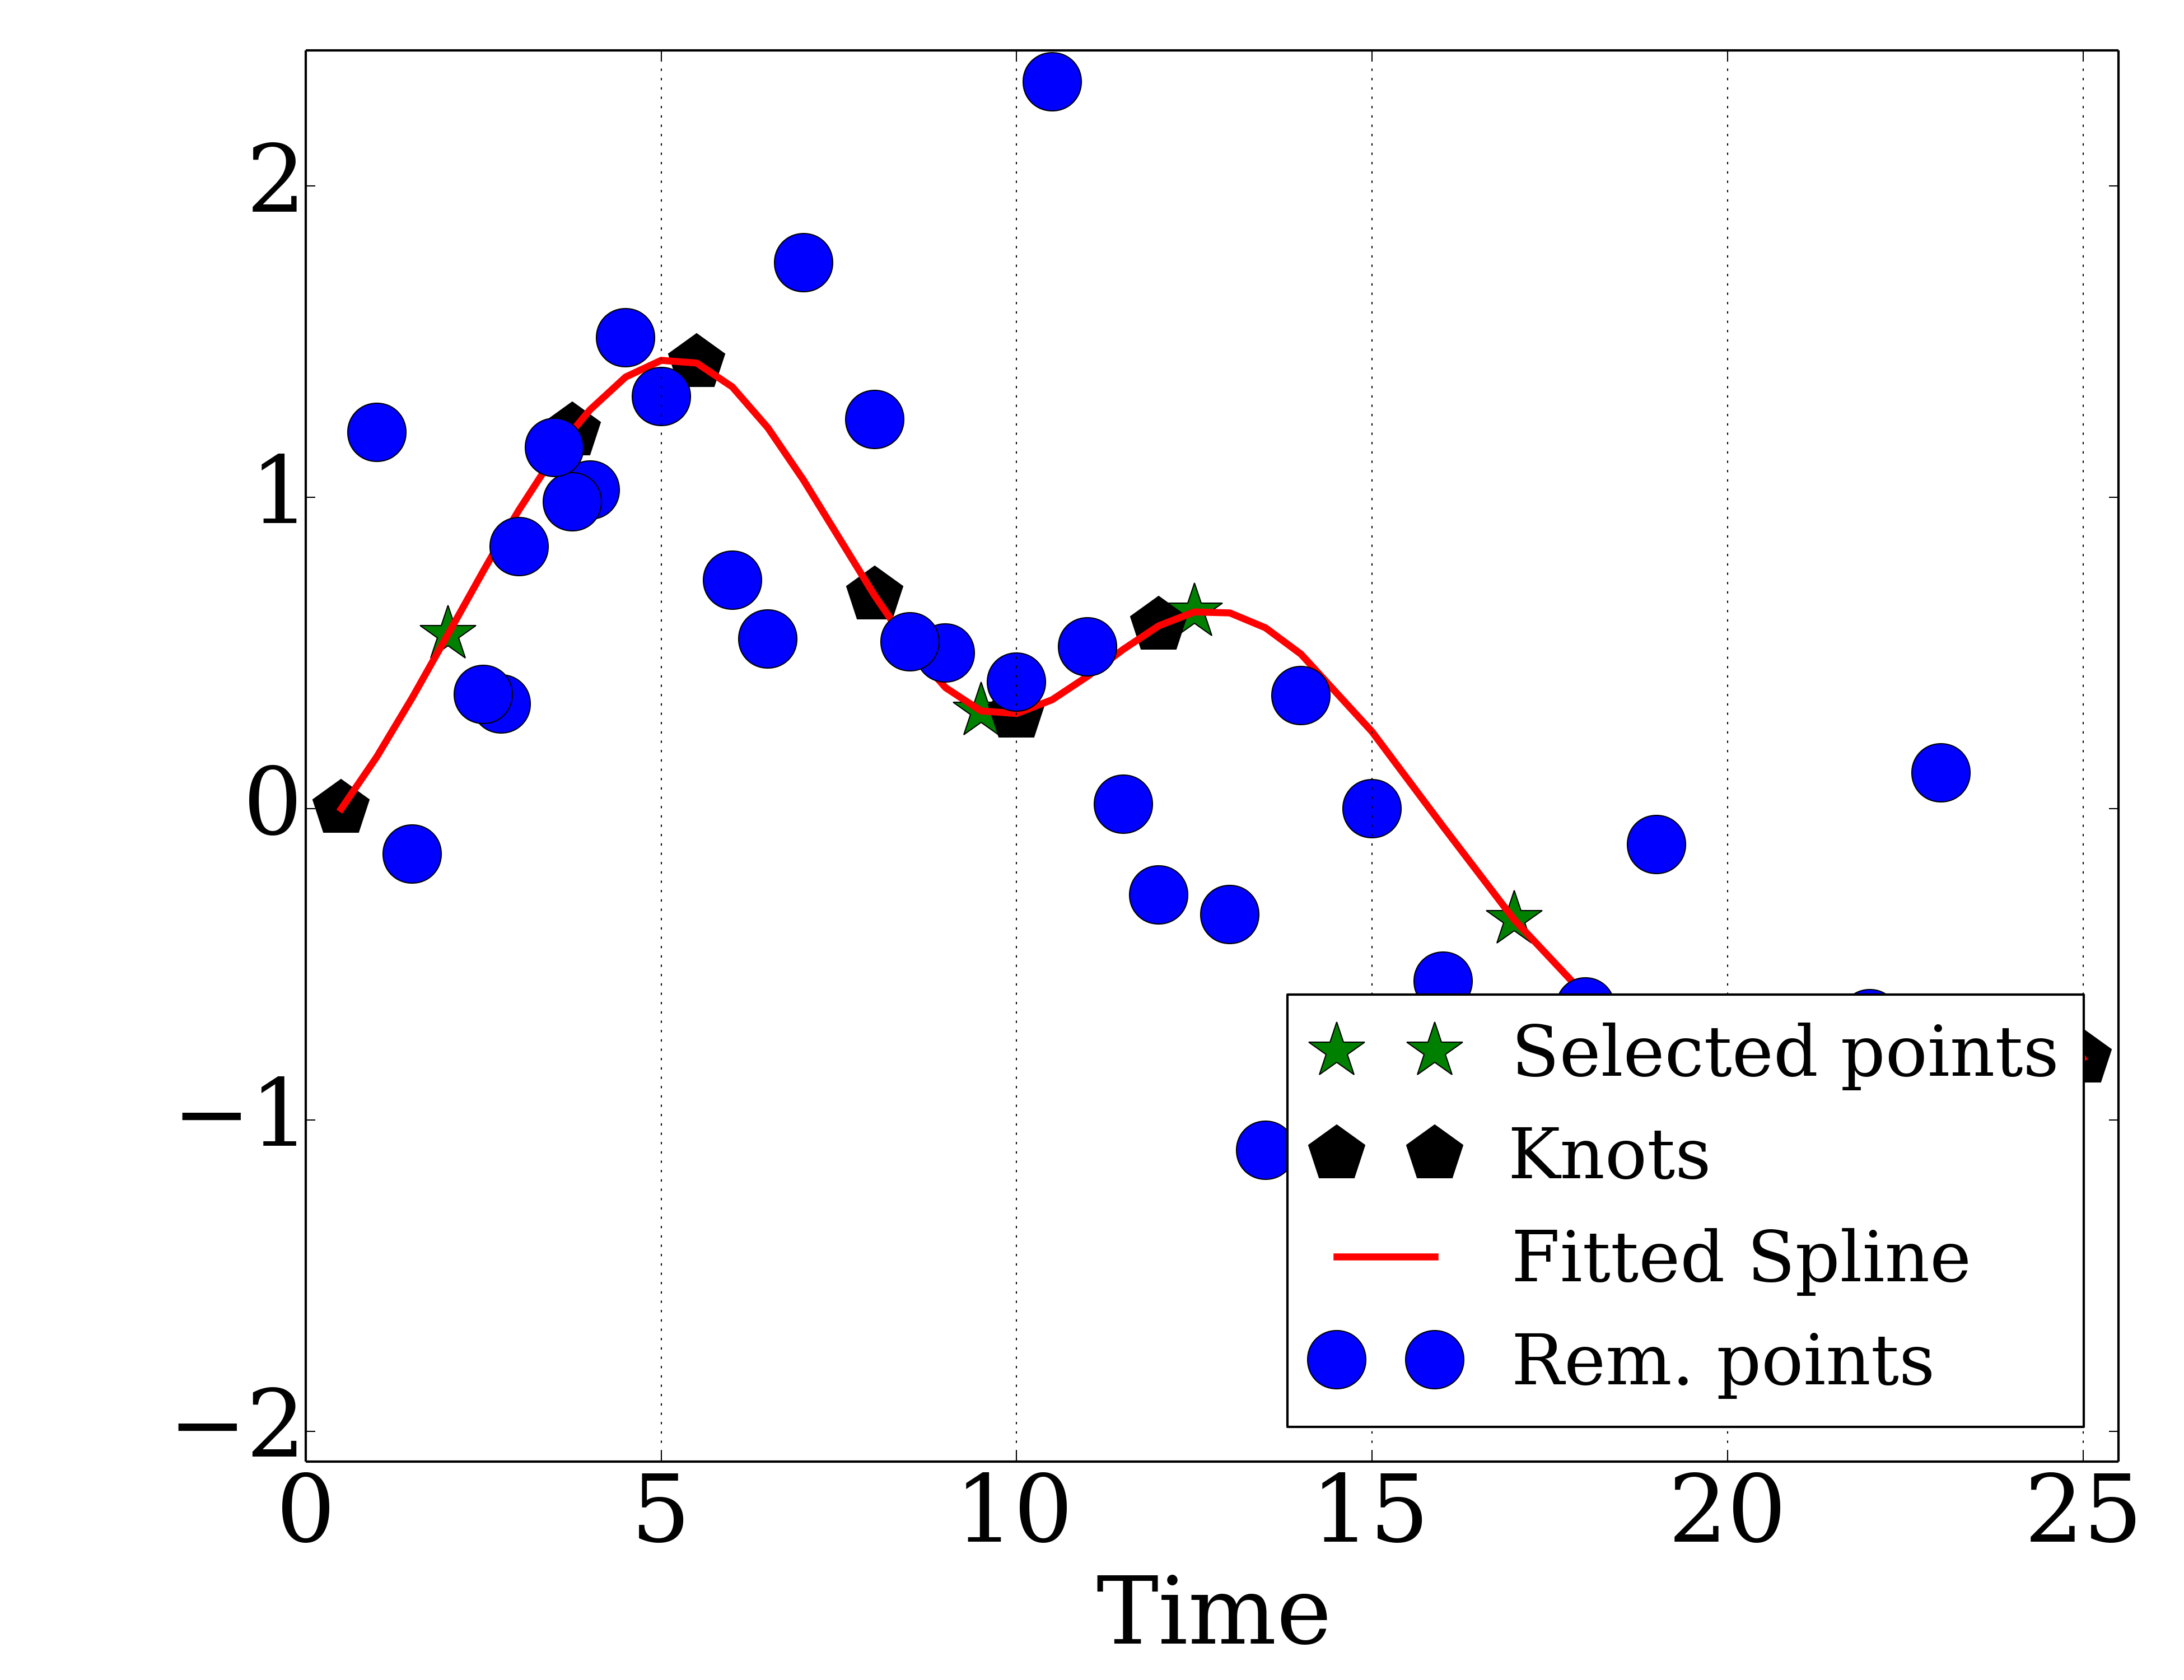 2
1
0
−1
−2
0 5 10 15 20 25
Time
Selected points
Knots
Fitted Spline
Rem. points